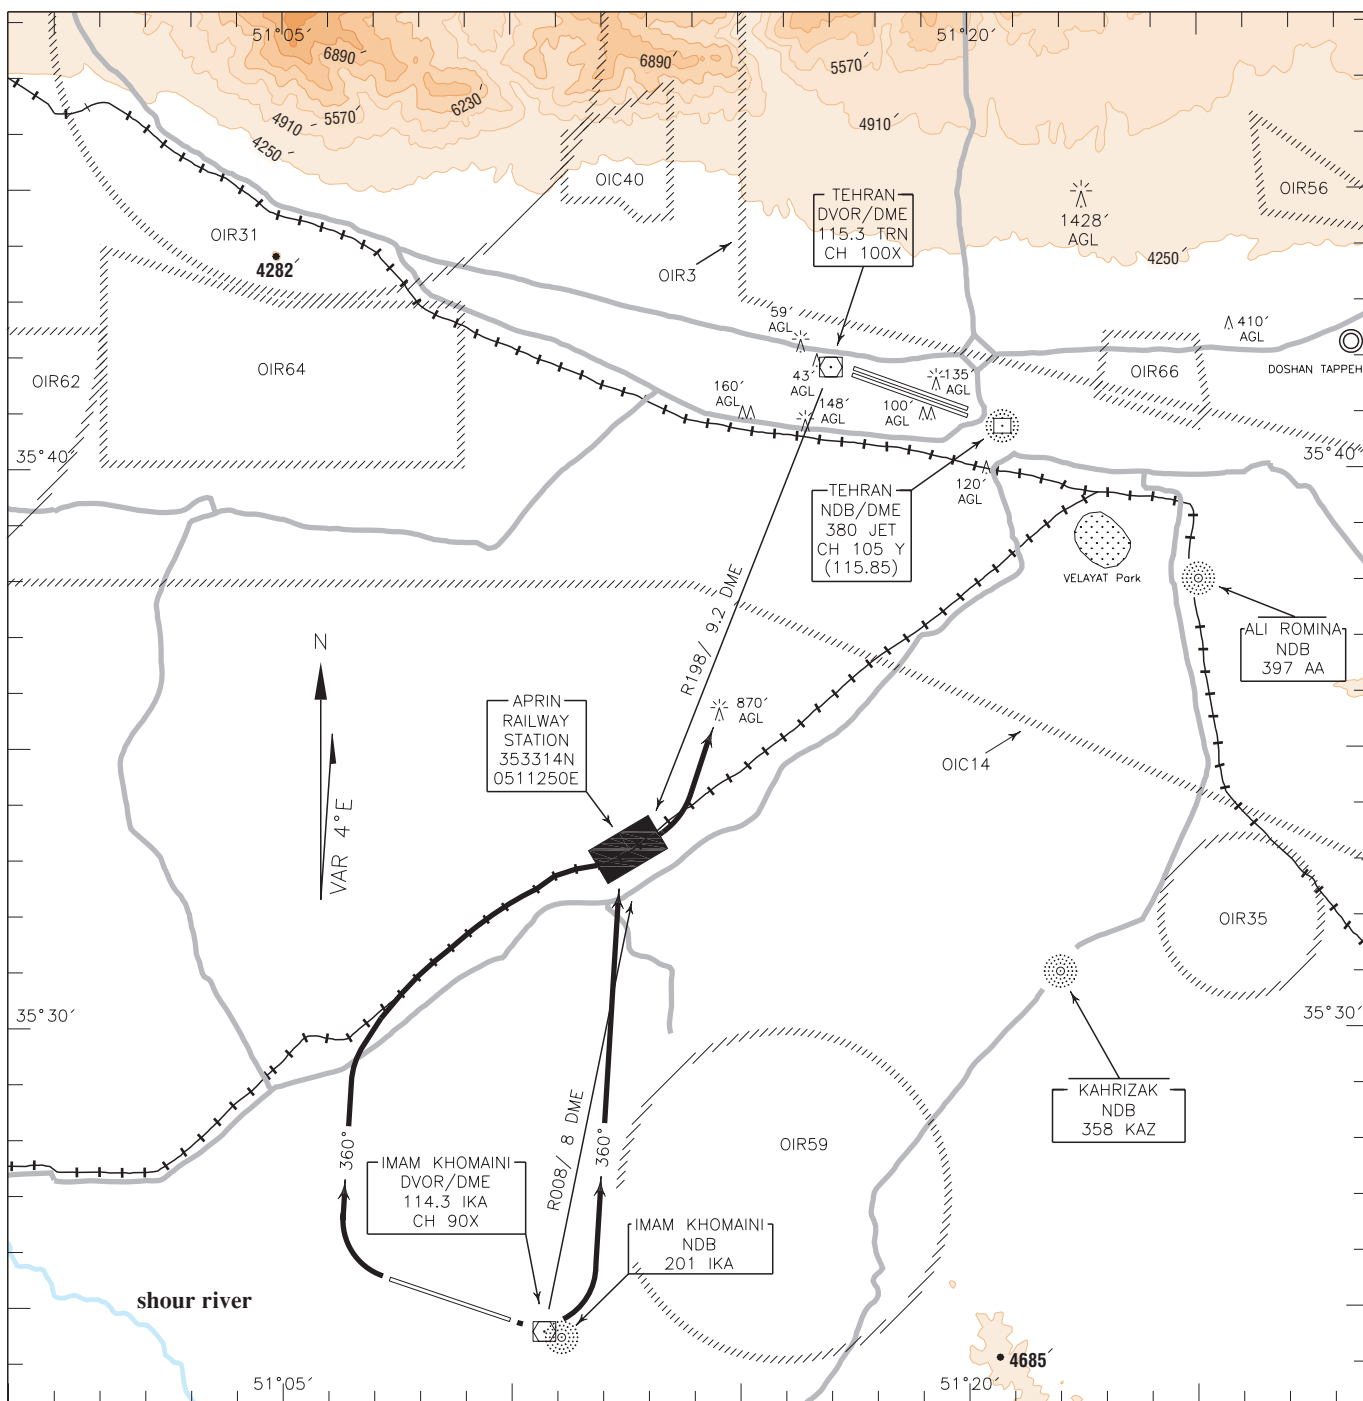 51°05´
51°20´
6890´
6890´
5570´
6230´
5570´
4910´
4910´
4250´
OIC40
OIR56
TEHRAN
DVOR/DME
115.3 TRN
CH 100X
1428´
AGL
OIR31
4282´
OIR3
4250´
59´
AGL
410´
AGL
OIR62
OIR64
43´
AGL
135´
AGL
OIR66
DOSHAN TAPPEH
160´
AGL
148´
AGL
100´
AGL
35°40´
35°40´
120´
AGL
TEHRAN
NDB/DME
380 JET
CH 105 Y
(115.85)
VELAYAT Park
R198/ 9.2 DME
ALI ROMINA
NDB
397 AA
N
VAR 4°E
APRIN
RAILWAY
STATION
353314N
0511250E
870´
AGL
OIC14
OIR35
35°30´
35°30´
KAHRIZAK
NDB
358 KAZ
360°
R008/ 8 DME
360°
OIR59
IMAM KHOMAINI
DVOR/DME
114.3 IKA
CH 90X
IMAM KHOMAINI
NDB
201 IKA
shour river
4685´
51°05´
51°20´